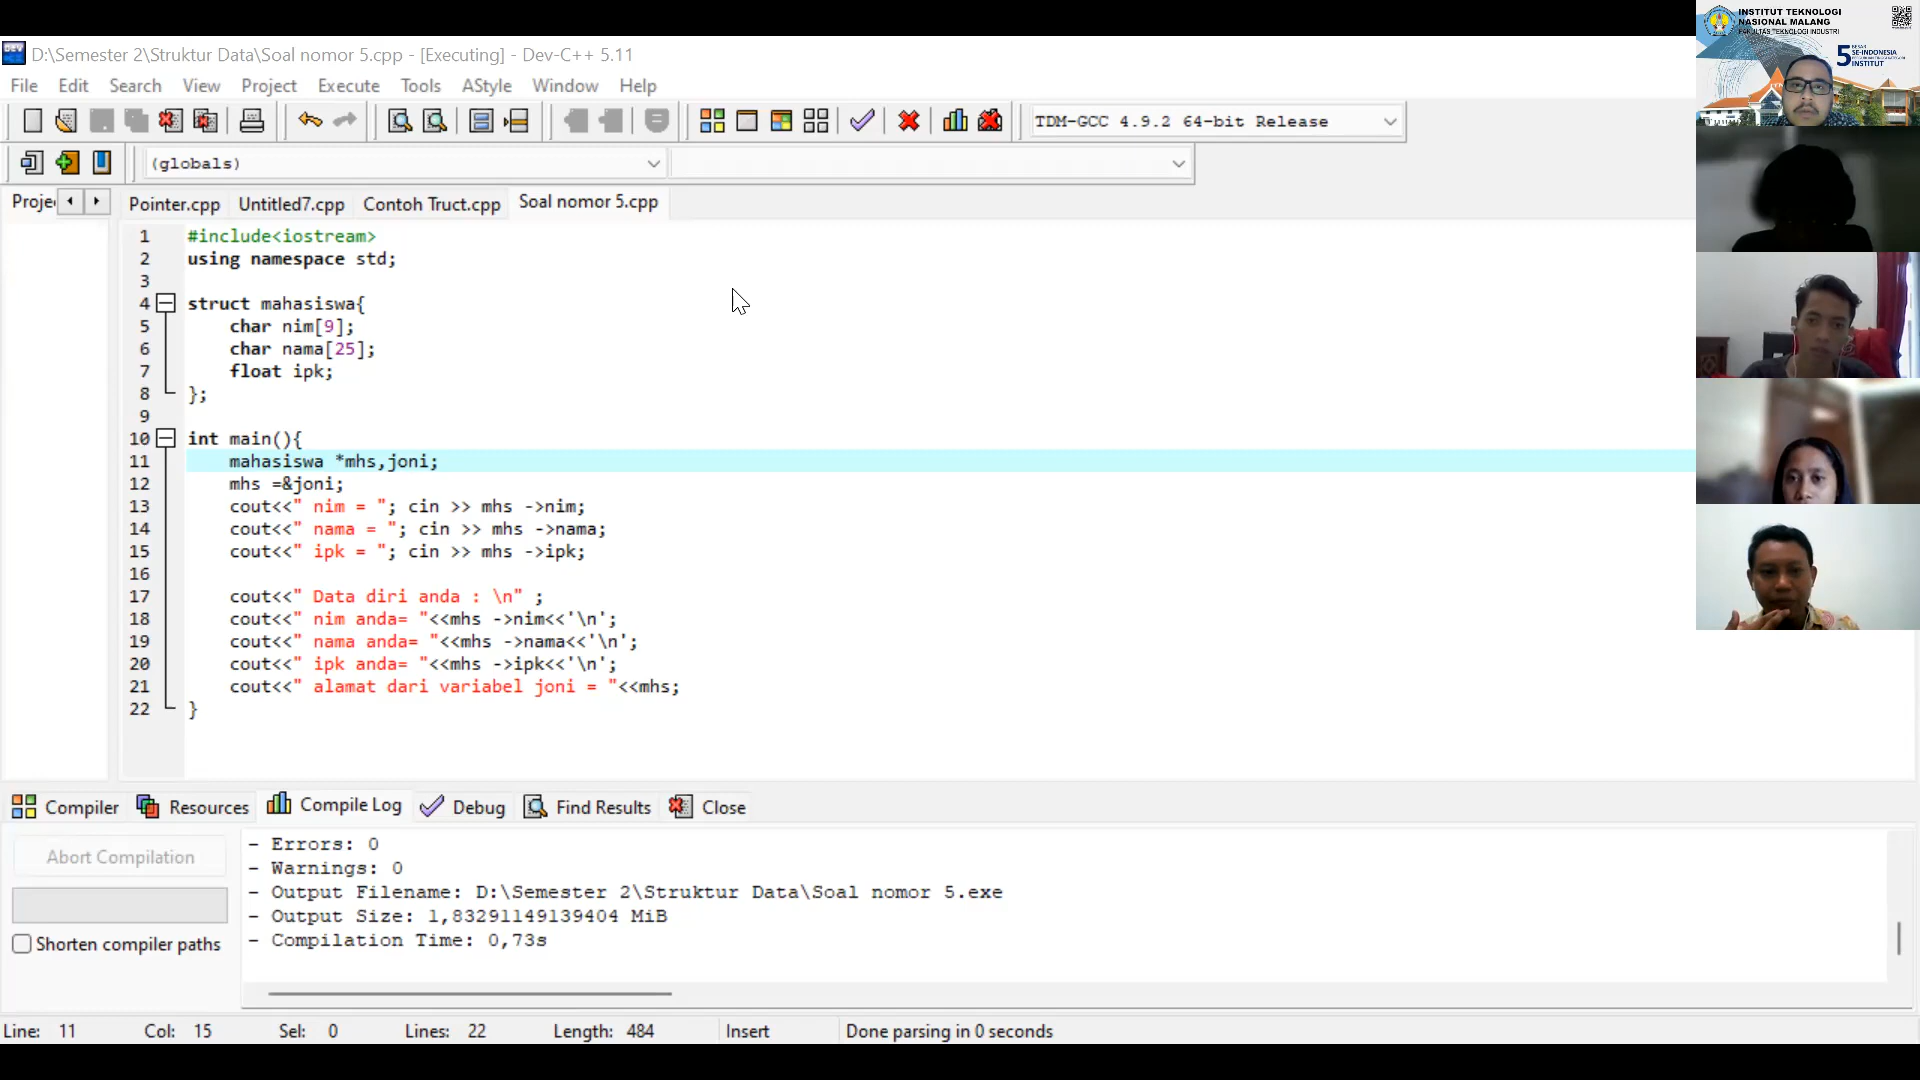 D:\Semester 2\Struktur Data\Soal nomor 5.cpp - [Executing] - Dev-C++ 5.11
File Edit Search View Project Execute Tools AStyle Window Help
TDM-GCC 4.9.2 64-bit Release
(globals)
Proje Pointer.cpp Untitled7.cpp Contoh Truct.cpp Soal nomor 5.cpp
1 #include<iostream>
2 using namespace std;
3
4 struct mahasiswa{
5 char nim[9];
6 char nama[25];
7 float ipk;
8 };
9
10 int main(){
11 mahasiswa *mhs,joni;
12 mhs =&joni;
13 cout<<" nim = "; cin >> mhs ->nim;
14 cout<<" nama = "; cin >> mhs ->nama;
15 cout<<" ipk = "; cin >> mhs ->ipk;
16
17 cout<<" Data diri anda : \n" ;
18 cout<<" nim anda= "<<mhs ->nim<<'\n';
19 cout<<" nama anda= "<<mhs ->nama<<'\n';
20 cout<<" ipk anda= "<<mhs ->ipk<<'\n';
21 cout<<" alamat dari variabel joni = "<<mhs;
22 }
Compiler Resources Compile Log Debug Find Results Close
Abort Compilation
Shorten compiler paths
- Errors: 0
- Warnings: 0
- Output Filename: D:\Semester 2\Struktur Data\Soal nomor 5.exe
- Output Size: 1,83291149139404 MiB
- Compilation Time: 0,73s
Line: 11 Col: 15 Sel: 0 Lines: 22 Length: 484 Insert Done parsing in 0 seconds
INSTITUT TEKNOLOGI
NASIONAL MALANG
FAKULTAS TEKNOLOGI INDUSTRI
5 BESAR
SE-INDONESIA
INSTITUT